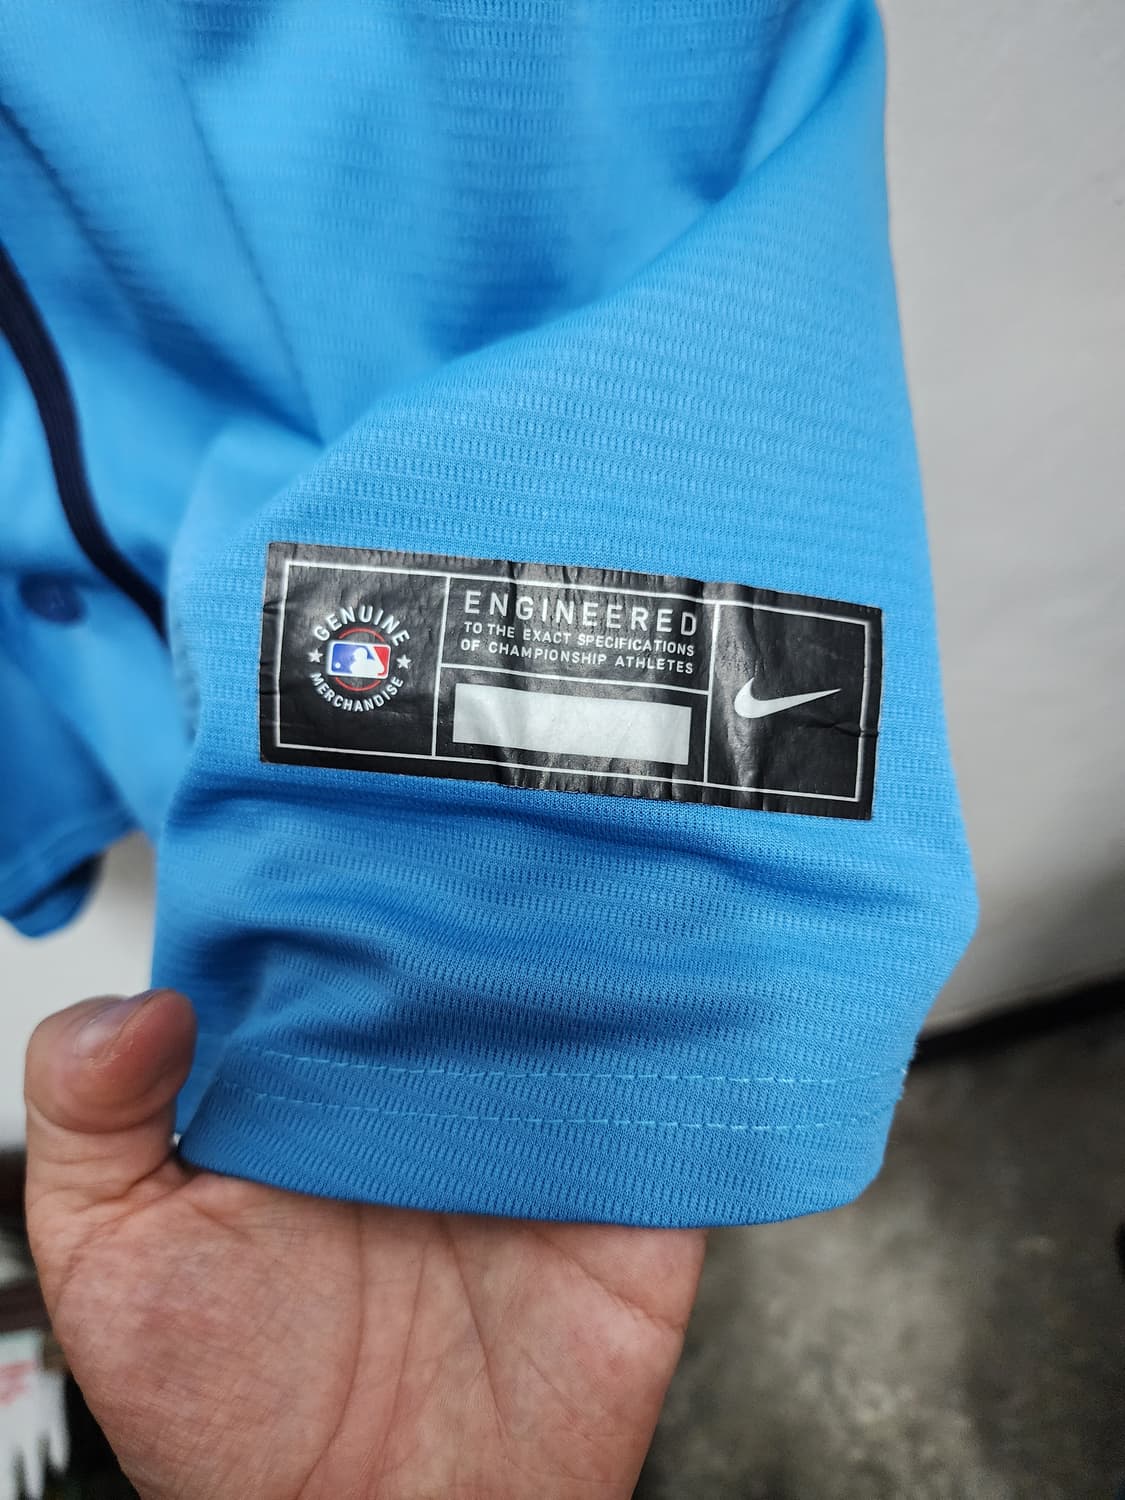 GENUINE
MERCHANDISE
ENGINEERED
TO THE EXACT SPECIFICATIONS
OF CHAMPIONSHIP ATHLETES